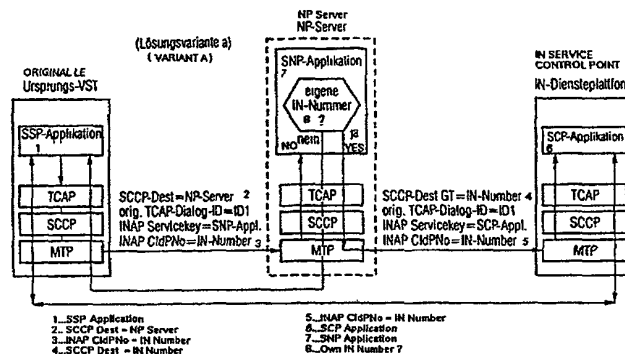 NP Server
NP-Server
(Lösungsvariante a)
( VARIANT A )
ORIGINAL LE
Ursprungs-VST
IN SERVICE
CONTROL POINT
IN-Diensteplattform
SNP-Applikation
7
eigene
IN-Nummer
8 ?
NO nein
ja
YES
SSP-Applikation
1
SCP-Applikation
6
TCAP
SCCP
MTP
SCCP-Dest=NP-Server 2
orig. TCAP-Dialog-ID=ID1
INAP Servicekey=SNP-Appl.
INAP CldPNo=IN-Number 3
TCAP
SCCP
MTP
SCCP-Dest GT=IN-Number 4
orig. TCAP-Dialog-ID=ID1
INAP Servicekey=SCP-Appl.
INAP CldPNo=IN-Number 5
TCAP
SCCP
MTP
1...SSP Application
2.. SCCP Dest = NP Server
3...INAP CldPNo = IN Number
4...SCCP Dest = IN Number
5...INAP CldPNo = IN Number
6...SCP Application
7...SNP Application
8...Own IN Number ?